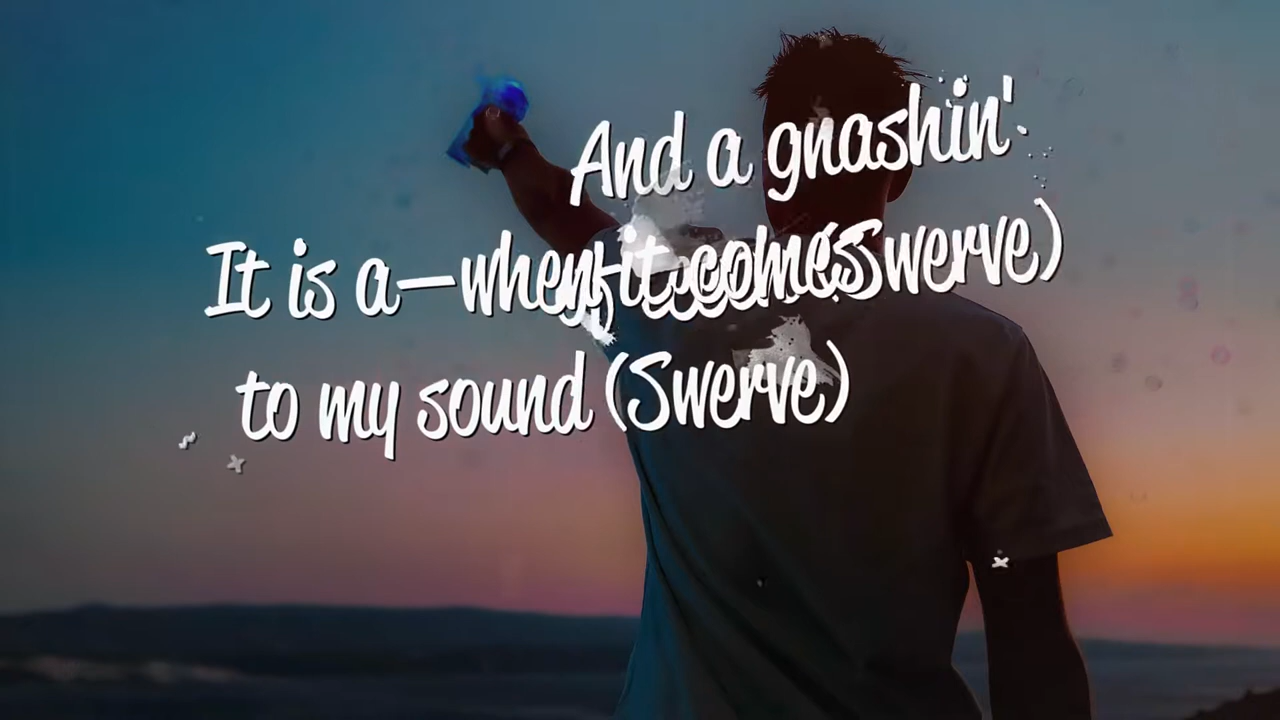 And a gnashin'
It is a—when it comes Swerve)
to my sound (Swerve)